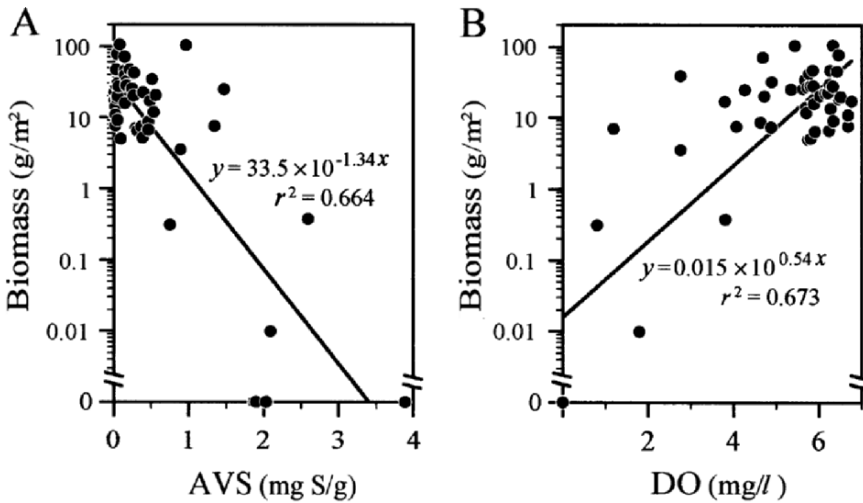 A
100
10
1
0.1
0.01
0
Biomass (g/m²)
y = 33.5 × 10^-1.34x
r² = 0.664
0 1 2 3 4
AVS (mg S/g)
B
100
10
1
0.1
0.01
0
Biomass (g/m²)
y=0.015 × 10^0.54x
r² = 0.673
2 4 6
DO (mg/l)